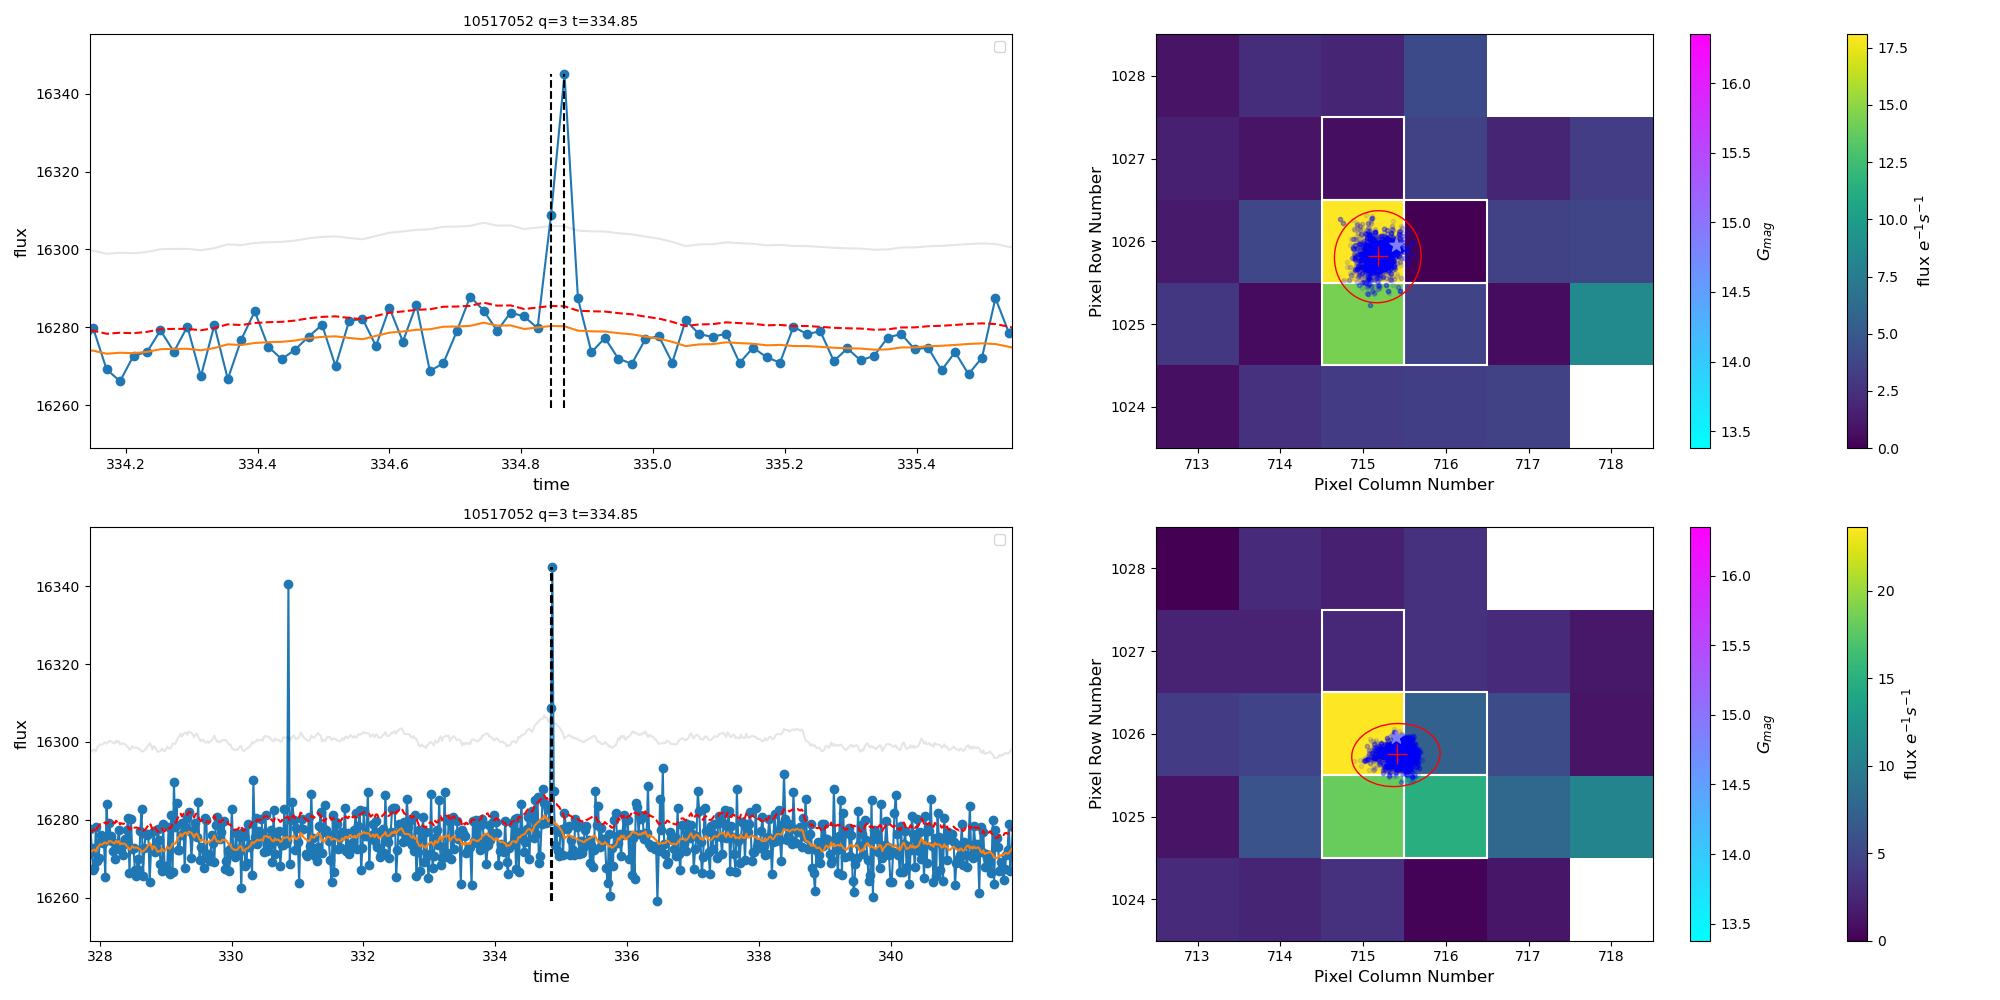 10517052 q=3 t=334.85
flux
16340
16320
16300
16280
16260
334.2 334.4 334.6 334.8 335.0 335.2 335.4
time
Pixel Row Number
1028
1027
1026
1025
1024
713 714 715 716 717 718
Pixel Column Number
16.0
15.5
15.0
14.5
14.0
13.5
G_mag
17.5
15.0
12.5
10.0
7.5
5.0
2.5
0.0
flux e⁻¹s⁻¹
10517052 q=3 t=334.85
flux
16340
16320
16300
16280
16260
328 330 332 334 336 338 340
time
Pixel Row Number
1028
1027
1026
1025
1024
713 714 715 716 717 718
Pixel Column Number
16.0
15.5
15.0
14.5
14.0
13.5
G_mag
20
15
10
5
0
flux e⁻¹s⁻¹